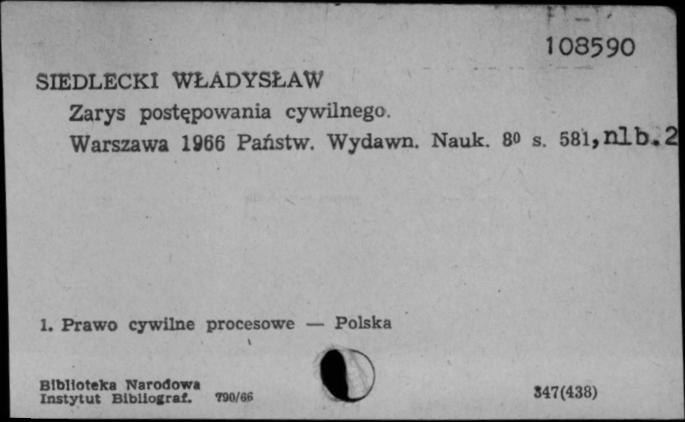 108590
SIEDLECKI WŁADYSŁAW
Zarys postępowania cywilnego.
Warszawa 1966 Państw. Wydawn. Nauk. 8⁰ s. 581, nlb. 2
1. Prawo cywilne procesowe — Polska
Biblioteka Narodowa
Instytut Bibliograf. 790/66
347(438)